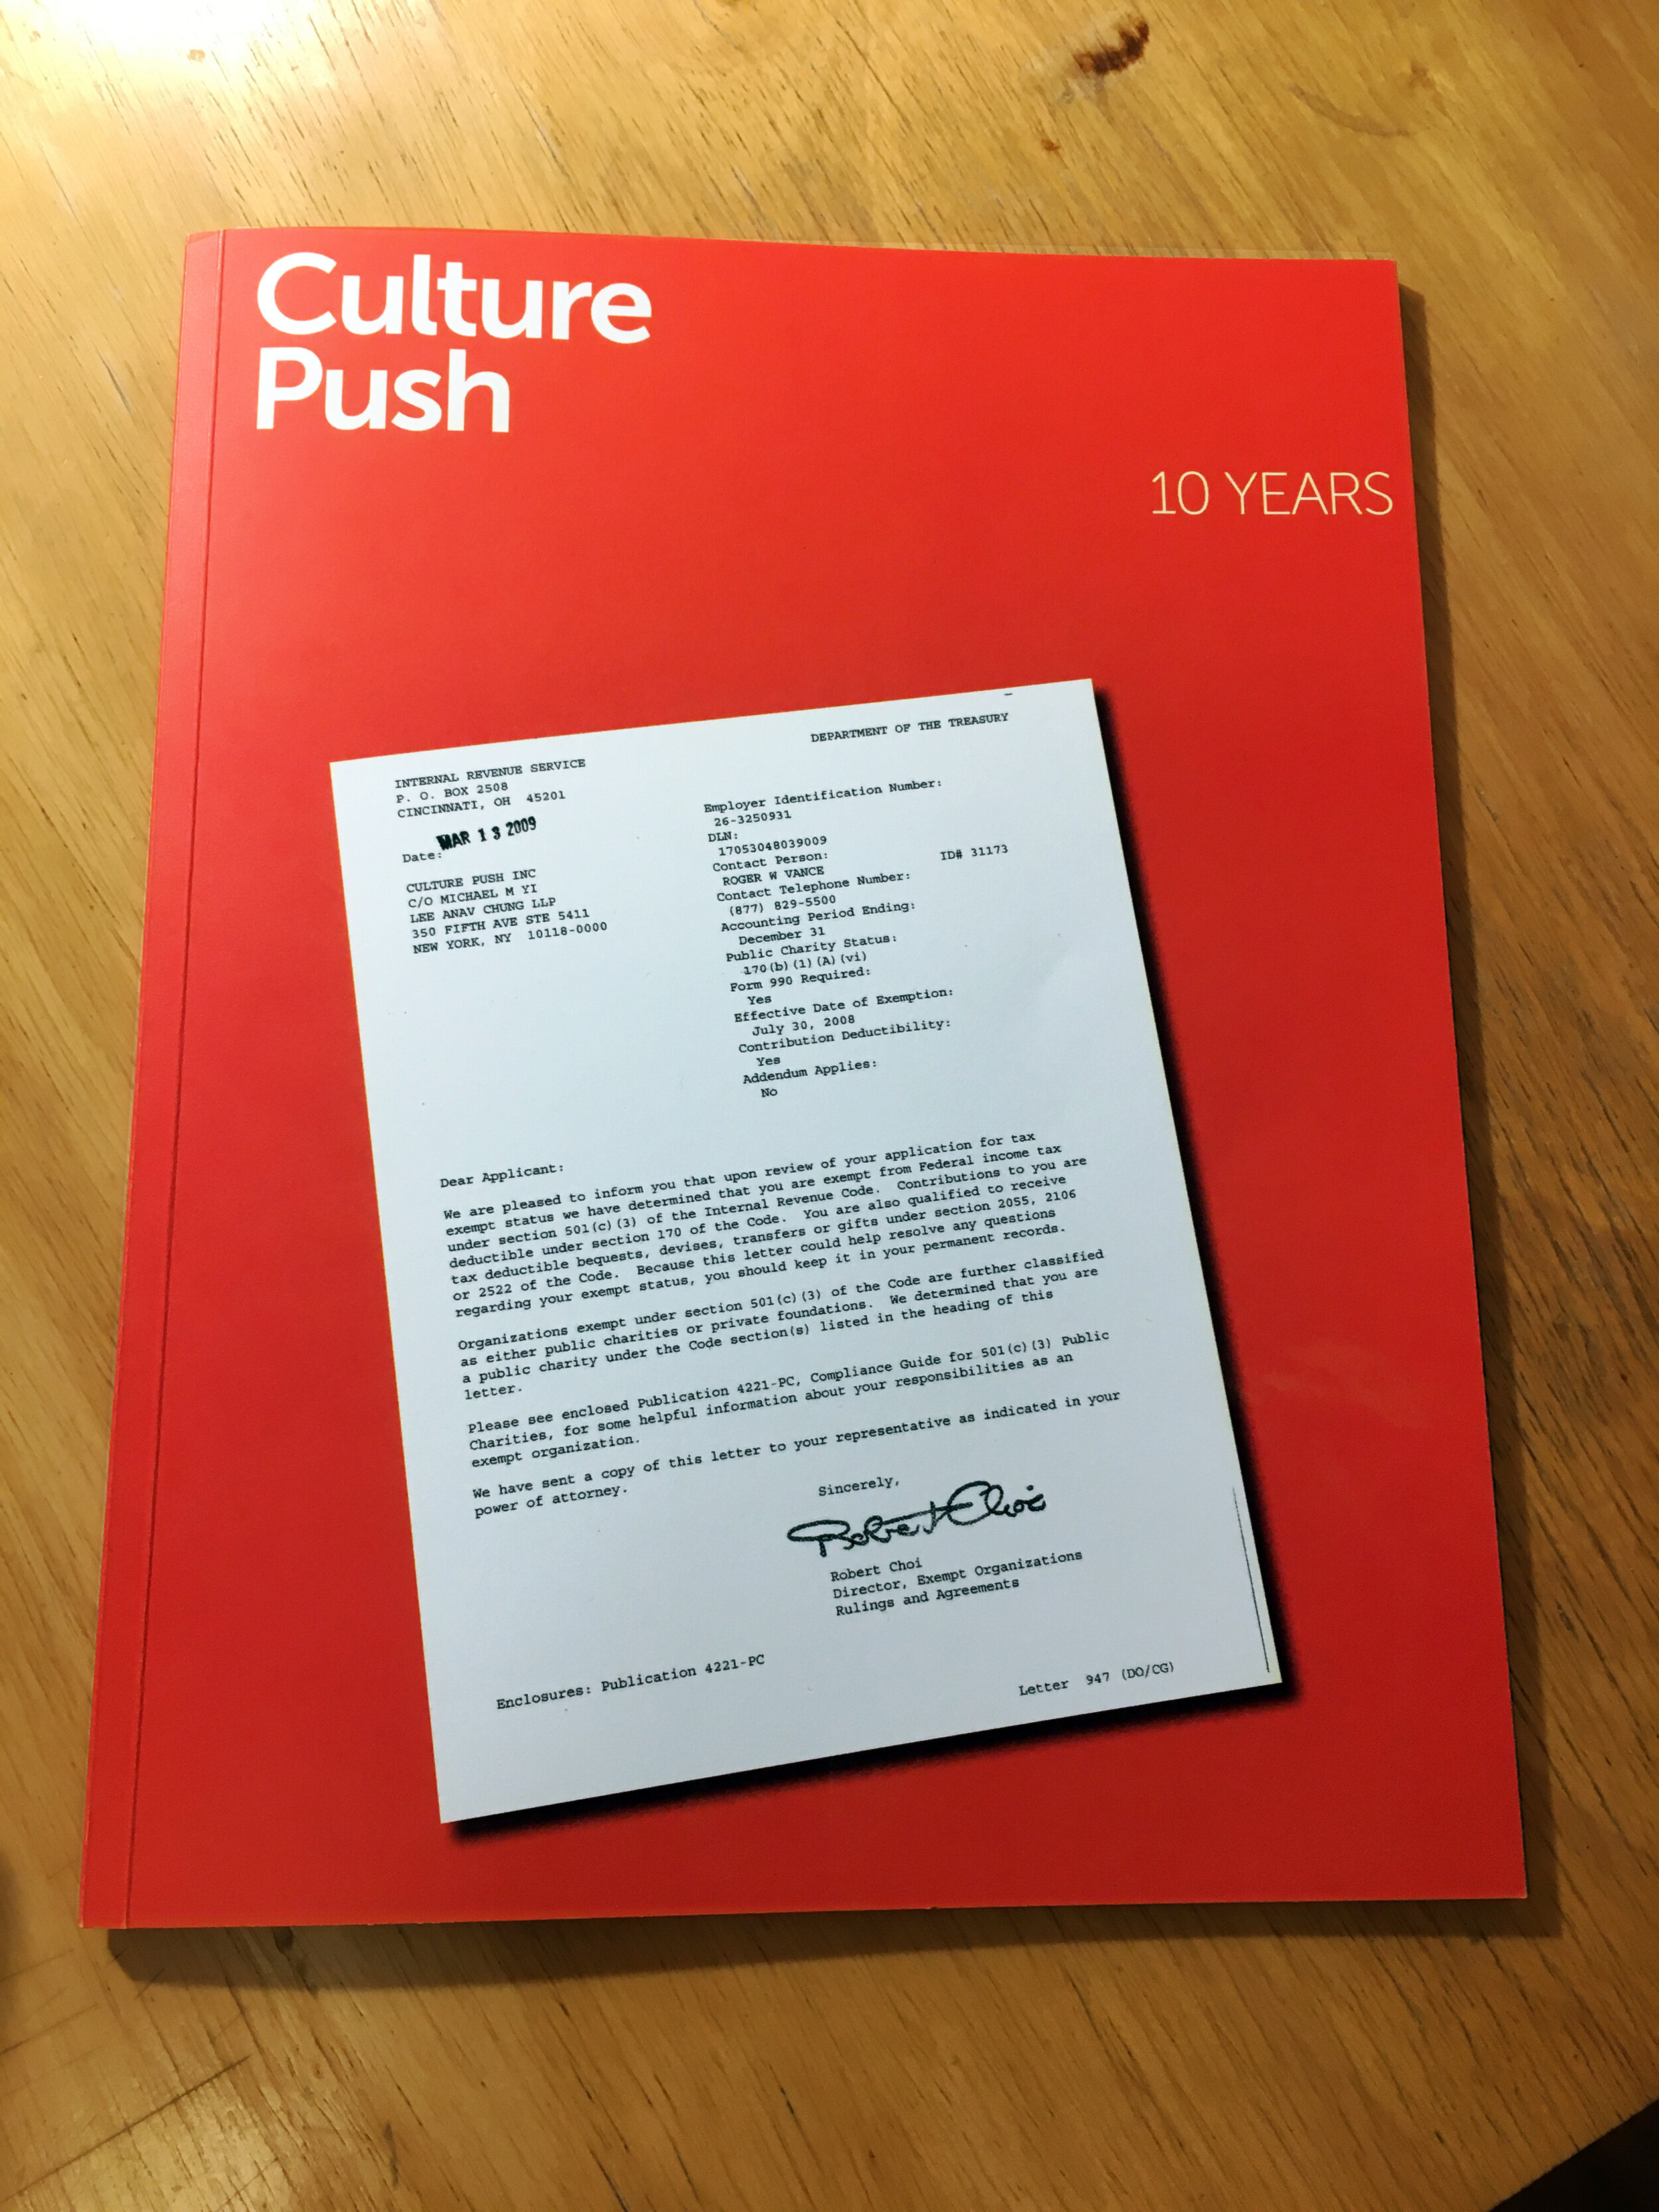 Culture
Push
10 YEARS
DEPARTMENT OF THE TREASURY
INTERNAL REVENUE SERVICE
P. O. BOX 2508
CINCINNATI, OH 45201
Date: MAR 13 2009
CULTURE PUSH INC
C/O MICHAEL M YI
LEE ANAV CHUNG LLP
350 FIFTH AVE STE 5411
NEW YORK, NY 10118-0000
Employer Identification Number:
26-3250931
DLN:
17053048039009
Contact Person:
ROGER W VANCE ID# 31173
Contact Telephone Number:
(877) 829-5500
Accounting Period Ending:
December 31
Public Charity Status:
170(b)(1)(A)(vi)
Form 990 Required:
Yes
Effective Date of Exemption:
July 30, 2008
Contribution Deductibility:
Yes
Addendum Applies:
No
Dear Applicant:
We are pleased to inform you that upon review of your application for tax
exempt status we have determined that you are exempt from Federal income tax
under section 501(c)(3) of the Internal Revenue Code. Contributions to you are
deductible under section 170 of the Code. You are also qualified to receive
tax deductible bequests, devises, transfers or gifts under section 2055, 2106
or 2522 of the Code. Because this letter could help resolve any questions
regarding your exempt status, you should keep it in your permanent records.
Organizations exempt under section 501(c)(3) of the Code are further classified
as either public charities or private foundations. We determined that you are
a public charity under the Code section(s) listed in the heading of this
letter.
Please see enclosed Publication 4221-PC, Compliance Guide for 501(c)(3) Public
Charities, for some helpful information about your responsibilities as an
exempt organization.
We have sent a copy of this letter to your representative as indicated in your
power of attorney.
Sincerely,
Robert Choi
Robert Choi
Director, Exempt Organizations
Rulings and Agreements
Enclosures: Publication 4221-PC
Letter 947 (DO/CG)